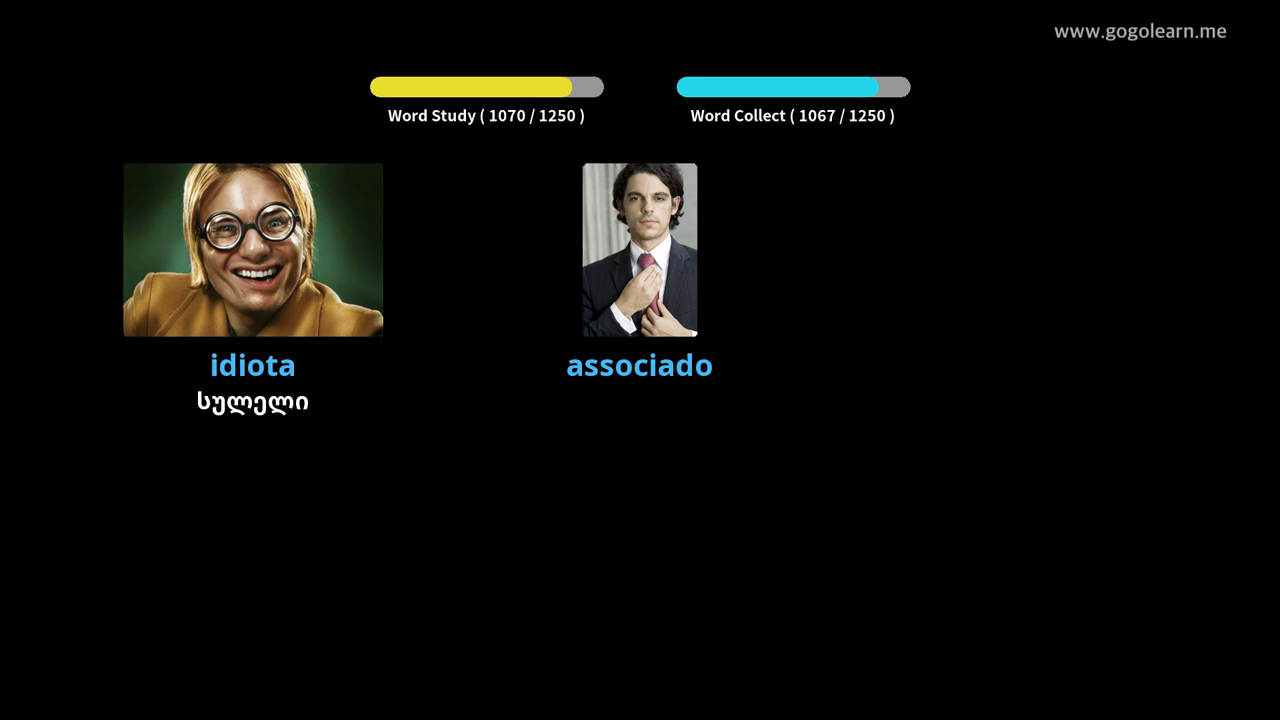 www.gogolearn.me
Word Study ( 1070 / 1250 )
Word Collect ( 1067 / 1250 )
idiota
associado
სულელი